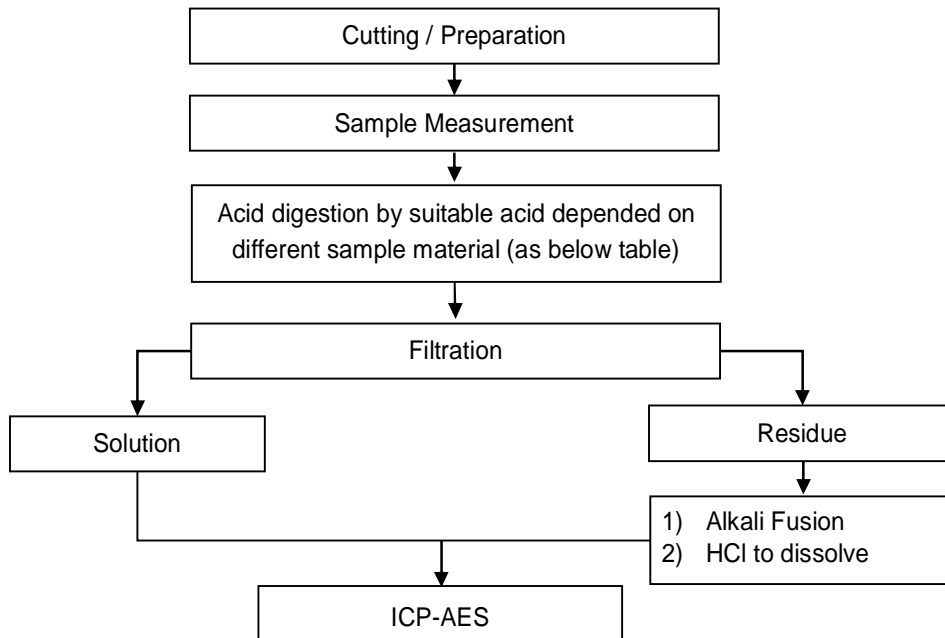 Cutting / Preparation
Sample Measurement
Acid digestion by suitable acid depended on
different sample material (as below table)
Filtration
Solution
Residue
1) Alkali Fusion
2) HCl to dissolve
ICP-AES